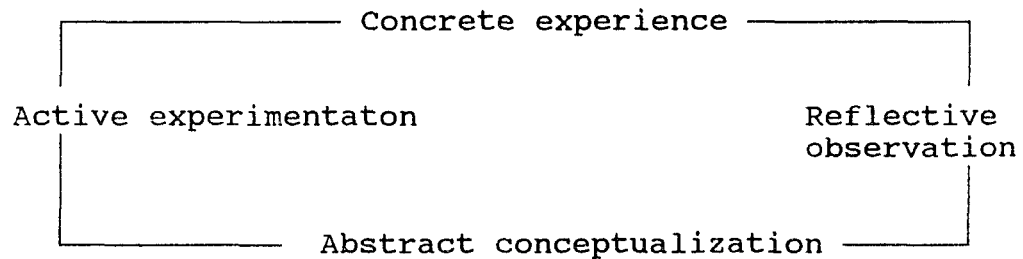 Concrete experience
Active experimentaton
Reflective
observation
Abstract conceptualization